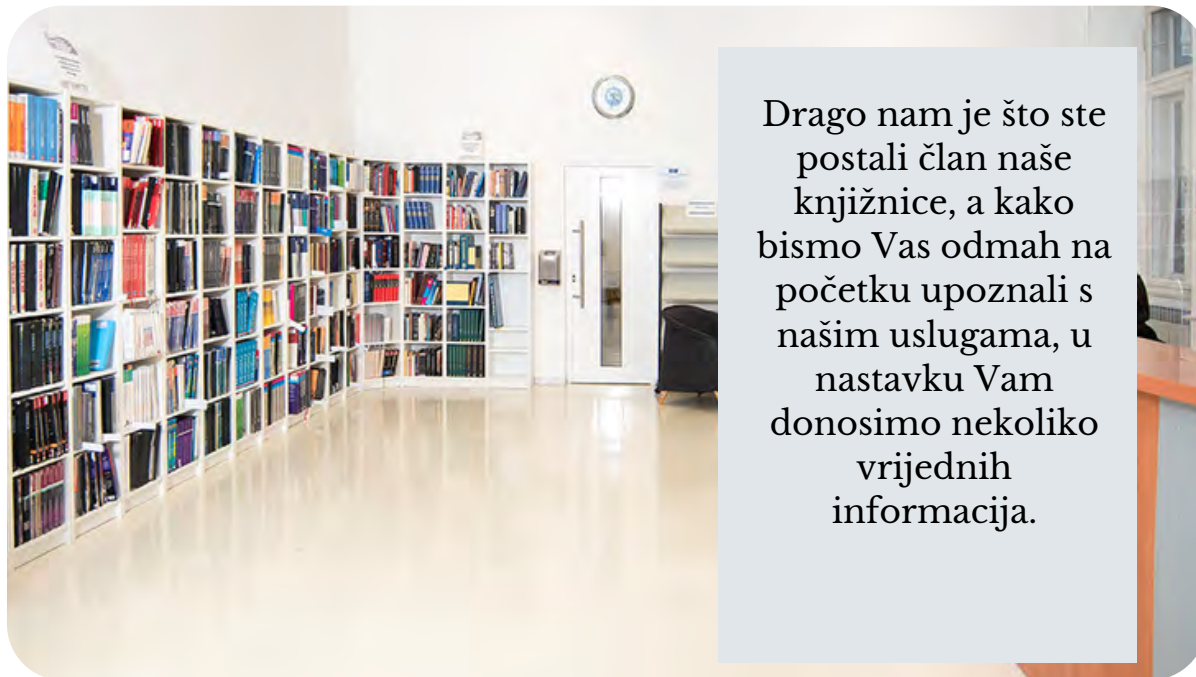 Drago nam je što ste
postali član naše
knjižnice, a kako
bismo Vas odmah na
početku upoznali s
našim uslugama, u
nastavku Vam
donosimo nekoliko
vrijednih
informacija.